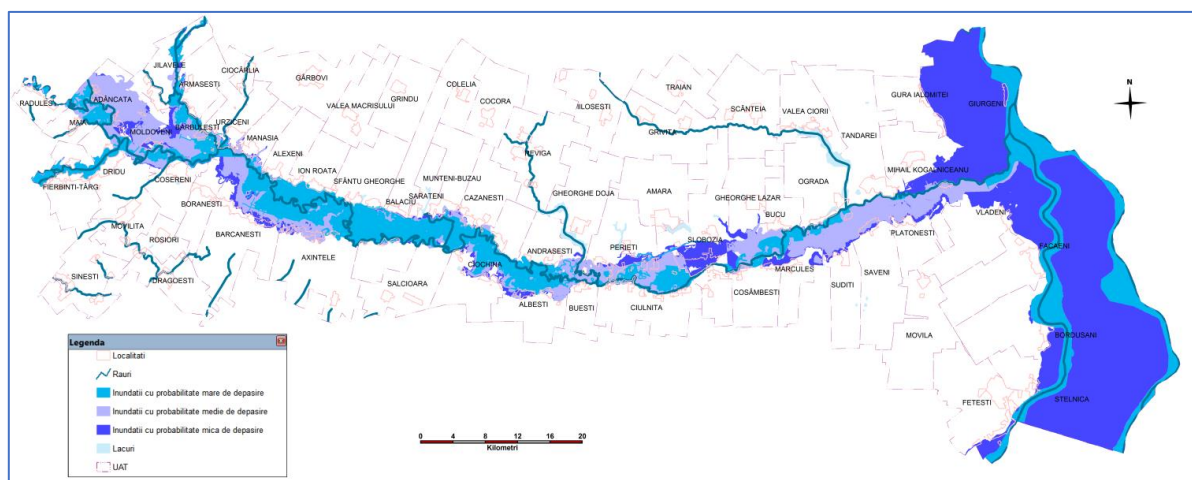 JILAVELE
ARMASESTI
CIOCÂRLIA
GÂRBOVI
COLELIA
TRAIAN
GURA IALOMITEI
GIURGENI
N
RADULES
ADÂNCATA
GRINDU
COCORA
IILOSESTI
SCÂNTEIA
VALEA CIORII
VALEA MACRISULUI
MAIA
MOLDOVENI
BARBULESTI
URZICENI
MANASIA
GRIVITA
TANDAREI
ALEXENI
REVIGA
MIHAIL KOGALNICEANU
DRIDU
ION ROATA
FIERBINTI-TÂRG
COSERENI
SFÂNTU GHEORGHE
MUNTENI-BUZAU
GHEORGHE DOJA
AMARA
OGRADA
GHEORGHE LAZAR
SARATENI
CAZANESTI
BORANESTI
BALACIU
BUCU
VLADENI
MOVILITA
ROSIORI
BARCANESTI
PLATONESTI
SLOBOZIA
PERIETI
ANDRASESTI
FACAENI
AXINTELE
CIOCHINA
MARCULES
SAVENI
SINESTI
DRAGOESTI
SALCIOARA
SUDITI
COSÂMBESTI
ALBESTI
BUESTI
CIULNITA
MOVILA
BORDUSANI
FETESTI
STELNICA
Legenda
Localitati
Rauri
Inundatii cu probabilitate mare de depasire
Inundatii cu probabilitate medie de depasire
Inundatii cu probabilitate mica de depasire
Lacuri
UAT
0 4 8 12 16 20
Kilometri